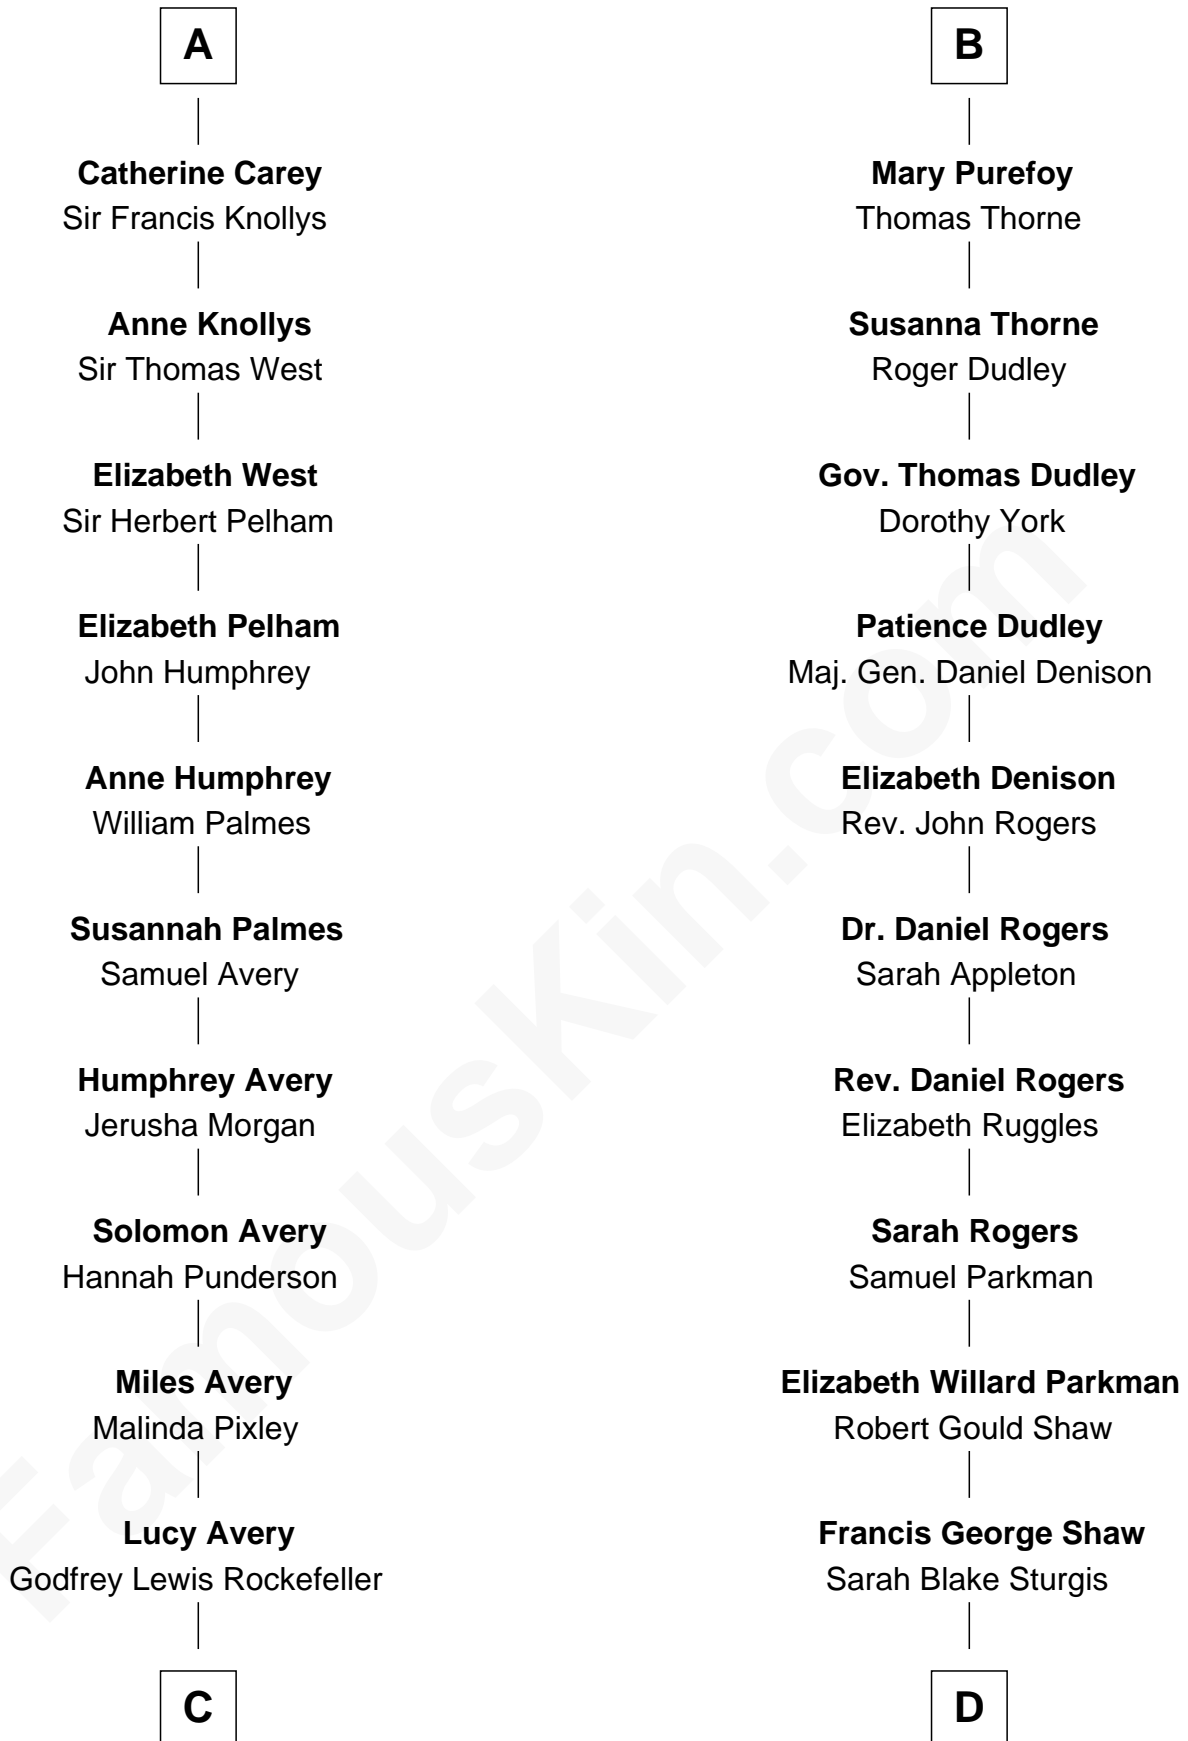 A
Catherine Carey
Sir Francis Knollys
Anne Knollys
Sir Thomas West
Elizabeth West
Sir Herbert Pelham
Elizabeth Pelham
John Humphrey
Anne Humphrey
William Palmes
Susannah Palmes
Samuel Avery
Humphrey Avery
Jerusha Morgan
Solomon Avery
Hannah Punderson
Miles Avery
Malinda Pixley
Lucy Avery
Godfrey Lewis Rockefeller
C
B
Mary Purefoy
Thomas Thorne
Susanna Thorne
Roger Dudley
Gov. Thomas Dudley
Dorothy York
Patience Dudley
Maj. Gen. Daniel Denison
Elizabeth Denison
Rev. John Rogers
Dr. Daniel Rogers
Sarah Appleton
Rev. Daniel Rogers
Elizabeth Ruggles
Sarah Rogers
Samuel Parkman
Elizabeth Willard Parkman
Robert Gould Shaw
Francis George Shaw
Sarah Blake Sturgis
D
FamousKin.com